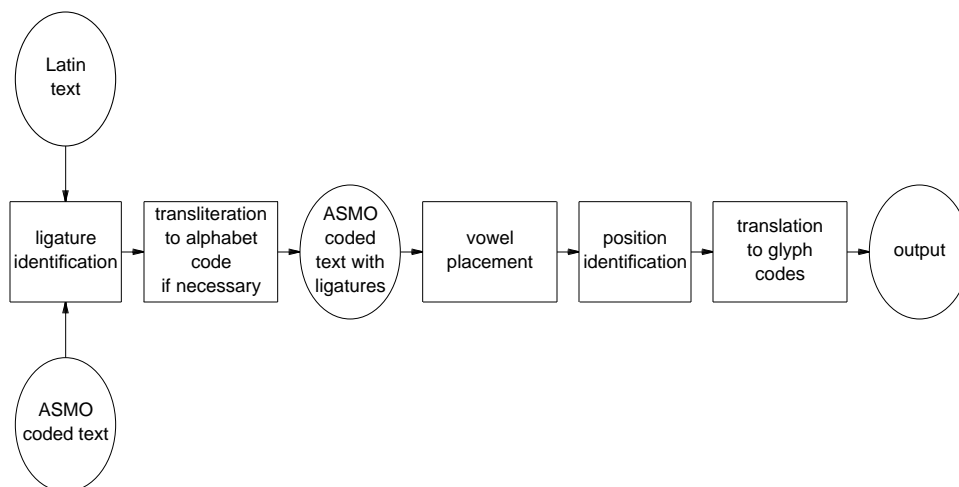 Latin
text
ligature
identification
transliteration
to alphabet
code
if necessary
ASMO
coded
text with
ligatures
vowel
placement
position
identification
translation
to glyph
codes
output
ASMO
coded text